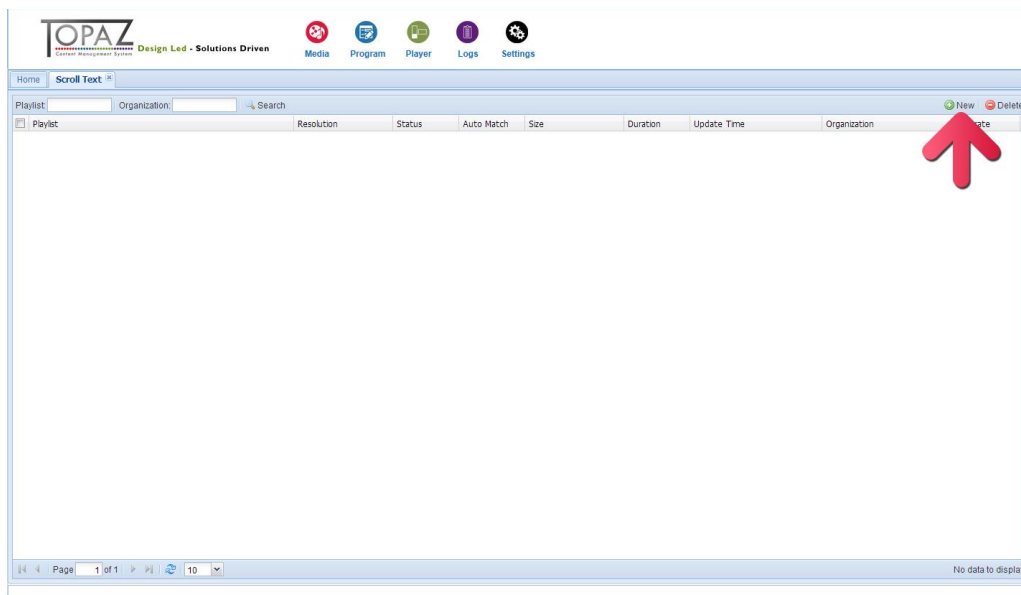 TOPAZ
Content Management System
Design Led - Solutions Driven
Media Program Player Logs Settings
Home Scroll Text
Playlist: Organization: Search New Delete
Playlist Resolution Status Auto Match Size Duration Update Time Organization
Page 1 of 1 10 No data to displa